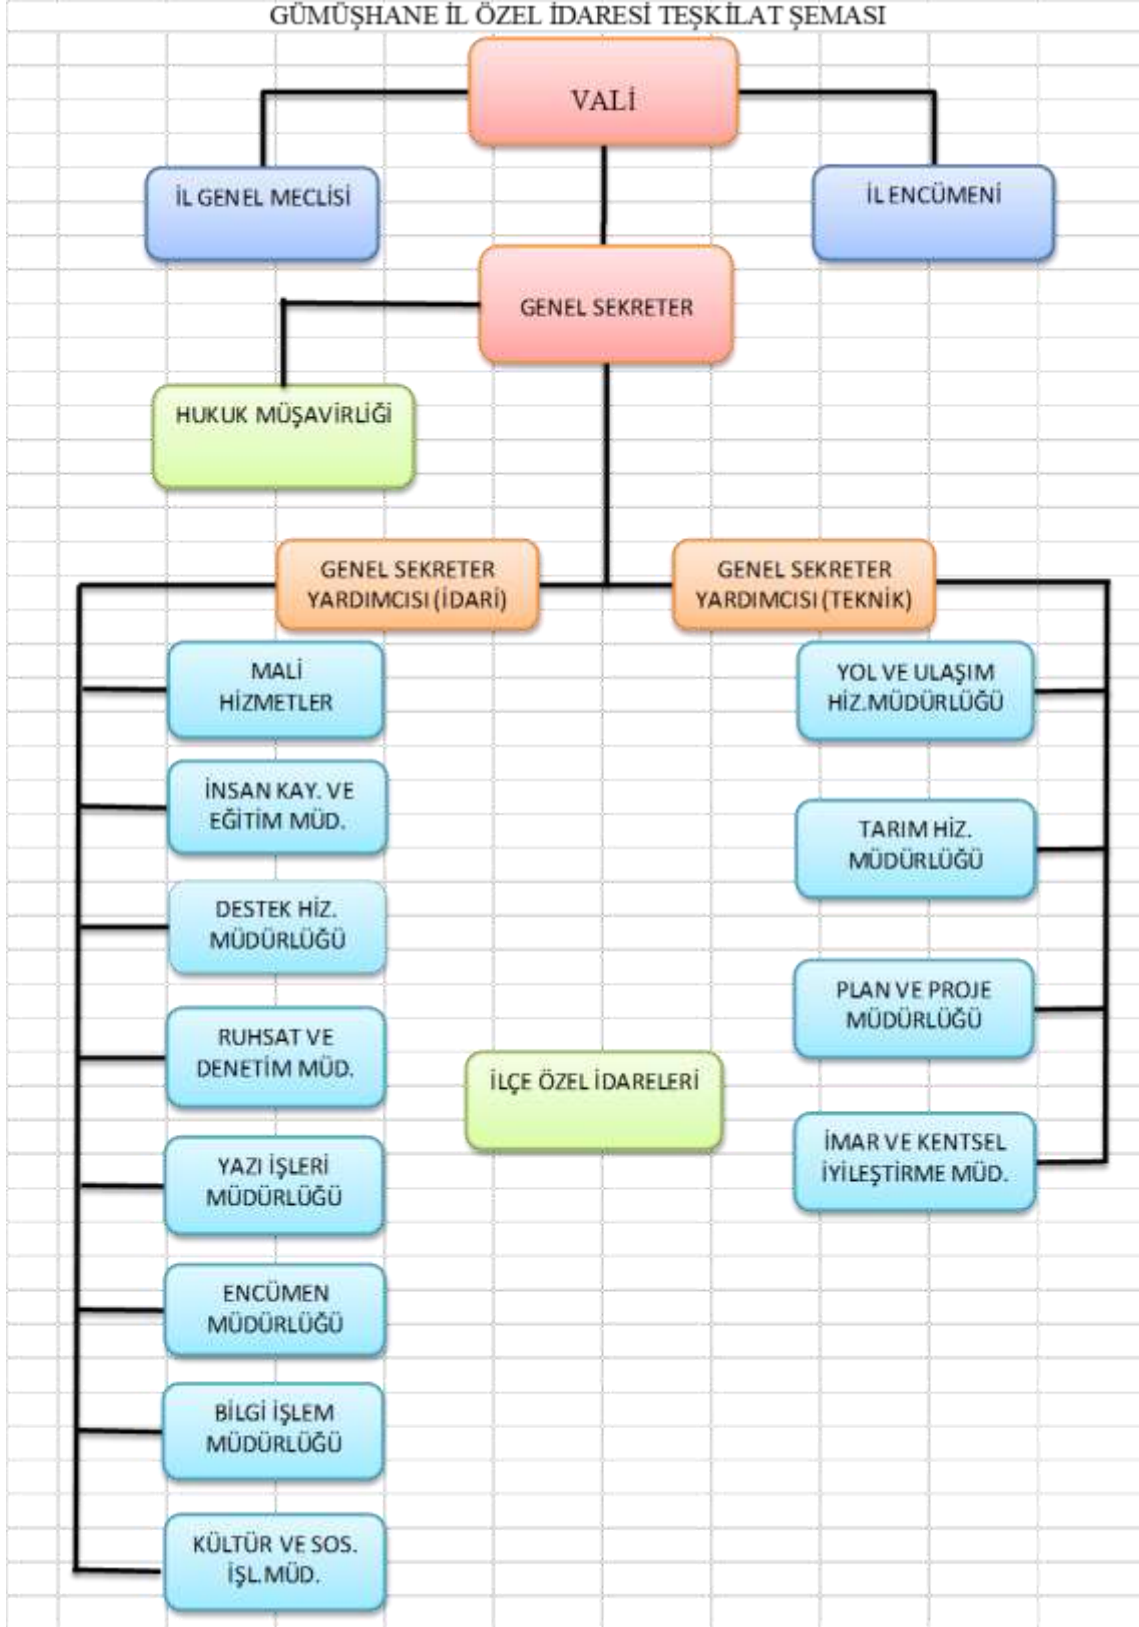 GÜMÜŞHANE İL ÖZEL İDARESİ TEŞKİLAT ŞEMASI
VALİ
İL GENEL MECLİSİ
İL ENCÜMENİ
GENEL SEKRETER
HUKUK MÜŞAVİRLİĞİ
GENEL SEKRETER
YARDIMCISI (İDARİ)
GENEL SEKRETER
YARDIMCISI (TEKNİK)
MALİ
HİZMETLER
İNSAN KAY. VE
EĞİTİM MÜD.
DESTEK HİZ.
MÜDÜRLÜĞÜ
RUHSAT VE
DENETİM MÜD.
YAZI İŞLERİ
MÜDÜRLÜĞÜ
ENCÜMEN
MÜDÜRLÜĞÜ
BİLGİ İŞLEM
MÜDÜRLÜĞÜ
KÜLTÜR VE SOS.
İŞL.MÜD.
İLÇE ÖZEL İDARELERİ
YOL VE ULAŞIM
HİZ.MÜDÜRLÜĞÜ
TARIM HİZ.
MÜDÜRLÜĞÜ
PLAN VE PROJE
MÜDÜRLÜĞÜ
İMAR VE KENTSEL
İYİLEŞTİRME MÜD.